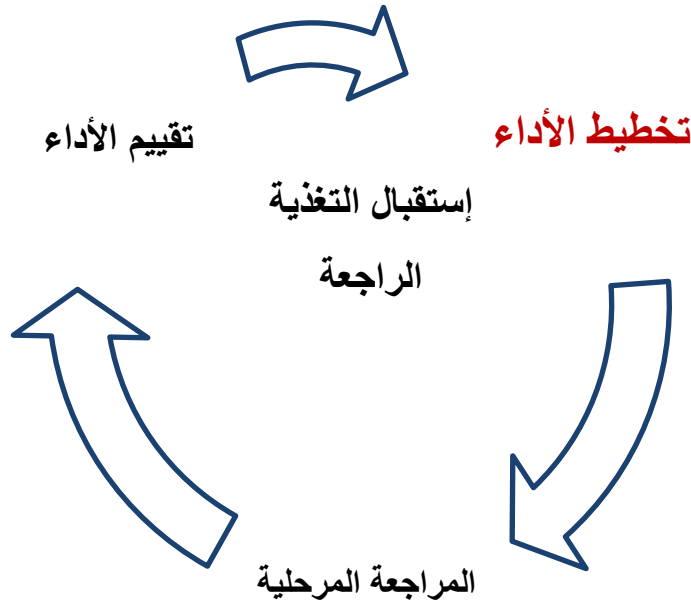 تخطيط الأداء
تقييم الأداء
إستقبال التغذية
الراجعة
المراجعة المرحلية